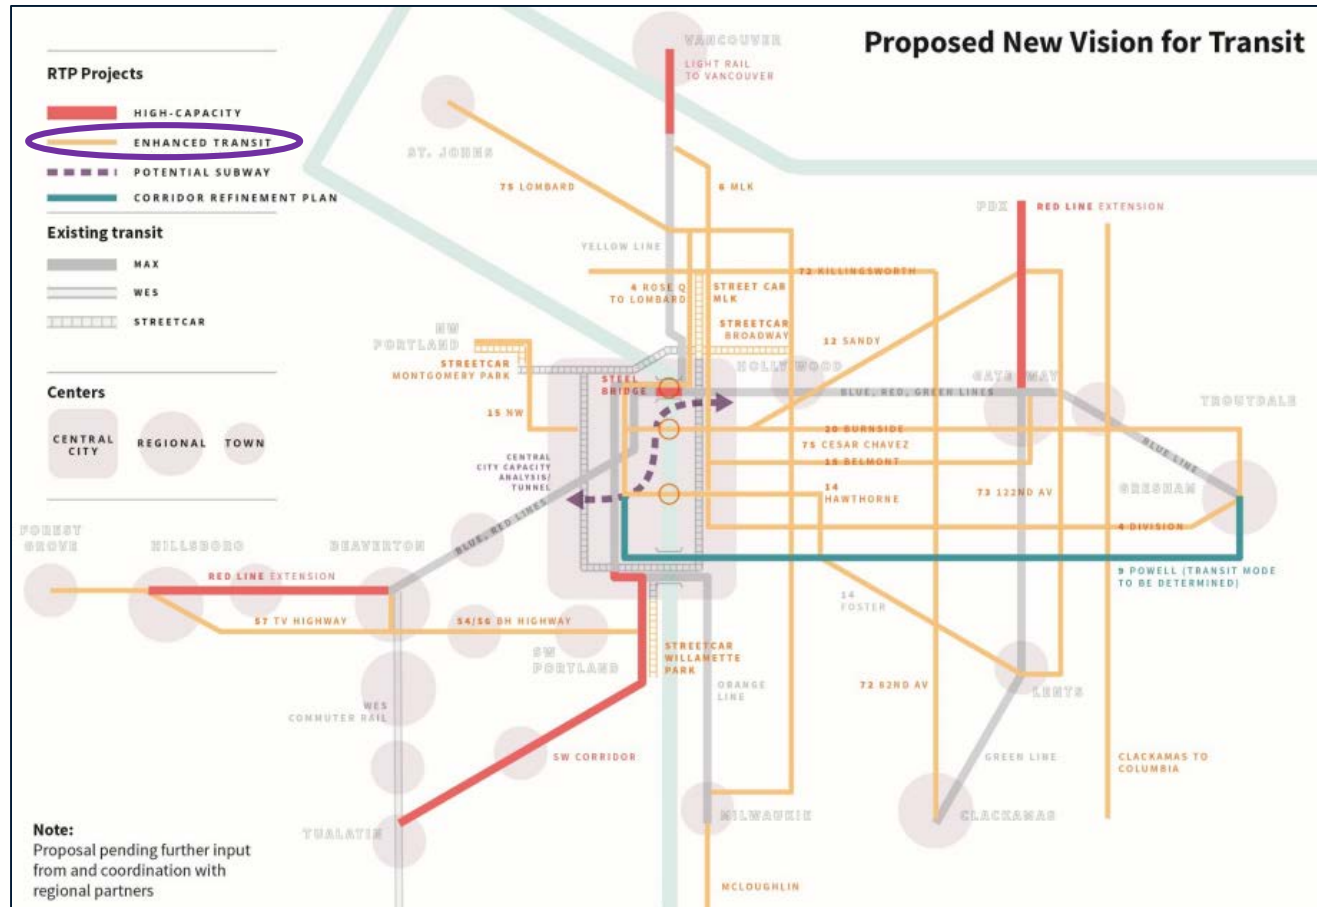 Proposed New Vision for Transit
RTP Projects
HIGH-CAPACITY
ENHANCED TRANSIT
POTENTIAL SUBWAY
CORRIDOR REFINEMENT PLAN
Existing transit
MAX
WES
STREETCAR
Centers
CENTRAL
CITY
REGIONAL
TOWN
VANCOUVER
LIGHT RAIL
TO VANCOUVER
ST. JOHNS
75 LOMBARD
6 MLK
PDX
RED LINE EXTENSION
YELLOW LINE
72 KILLINGSWORTH
4 ROSE Q
TO LOMBARD
STREET CAR
MLK
NW
PORTLAND
STREETCAR
BROADWAY
12 SANDY
STREETCAR
MONTGOMERY PARK
STEEL
BRIDGE
HOLLYWOOD
GATEWAY
BLUE, RED, GREEN LINES
TROUTDALE
15 NW
20 BURNSIDE
75 CESAR CHAVEZ
BLUE LINE
CENTRAL
CITY CAPACITY
ANALYSIS/
TUNNEL
15 BELMONT
14
HAWTHORNE
73 122ND AV
GRESHAM
4 DIVISION
BLUE, RED LINES
FOREST
GROVE
HILLSBORO
BEAVERTON
RED LINE EXTENSION
9 POWELL (TRANSIT MODE
TO BE DETERMINED)
14
FOSTER
57 TV HIGHWAY
54/56 BH HIGHWAY
SW
PORTLAND
STREETCAR
WILLAMETTE
PARK
ORANGE
LINE
72 82ND AV
LENTS
WES
COMMUTER RAIL
SW CORRIDOR
GREEN LINE
CLACKAMAS TO
COLUMBIA
TUALATIN
MILWAUKIE
CLACKAMAS
MCLOUGHLIN
Note:
Proposal pending further input
from and coordination with
regional partners